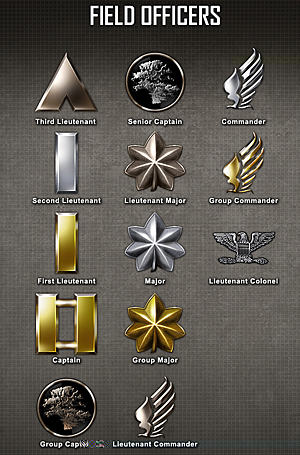 FIELD OFFICERS
Third Lieutenant
Senior Captain
Commander
Second Lieutenant
Lieutenant Major
Group Commander
First Lieutenant
Major
Lieutenant Colonel
Captain
Group Major
Group
Lieutenant Commander